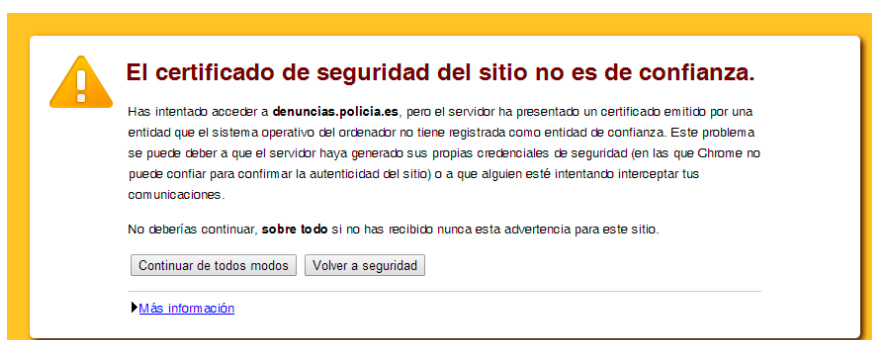 El certificado de seguridad del sitio no es de confianza.
Has intentado acceder a denuncias.policia.es, pero el servidor ha presentado un certificado emitido por una
entidad que el sistema operativo del ordenador no tiene registrada como entidad de confianza. Este problema
se puede deber a que el servidor haya generado sus propias credenciales de seguridad (en las que Chrome no
puede confiar para confirmar la autenticidad del sitio) o a que alguien esté intentando interceptar tus
comunicaciones.
No deberías continuar, sobre todo si no has recibido nunca esta advertencia para este sitio.
Continuar de todos modos Volver a seguridad
Más información